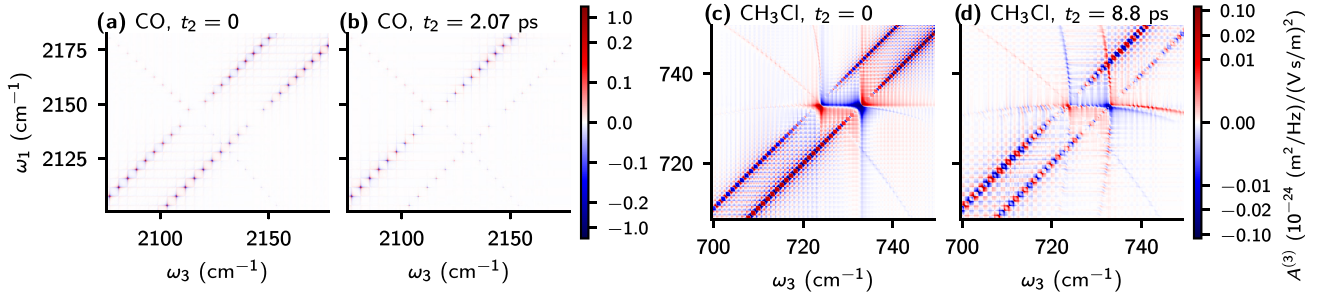 (a) CO, t₂ = 0
(b) CO, t₂ = 2.07 ps
(c) CH₃Cl, t₂ = 0
(d) CH₃Cl, t₂ = 8.8 ps
ω₁ (cm⁻¹)
2175
2150
2125
2100
2150
ω₃ (cm⁻¹)
2100
2150
ω₃ (cm⁻¹)
1.0
0.2
0.1
0.0
−0.1
−0.2
−1.0
740
720
700
720
740
ω₃ (cm⁻¹)
700
720
740
ω₃ (cm⁻¹)
0.10
0.02
0.01
0.00
−0.01
−0.02
−0.10
A⁽³⁾ (10⁻²⁴ (m²/Hz)/(V s/m)²)